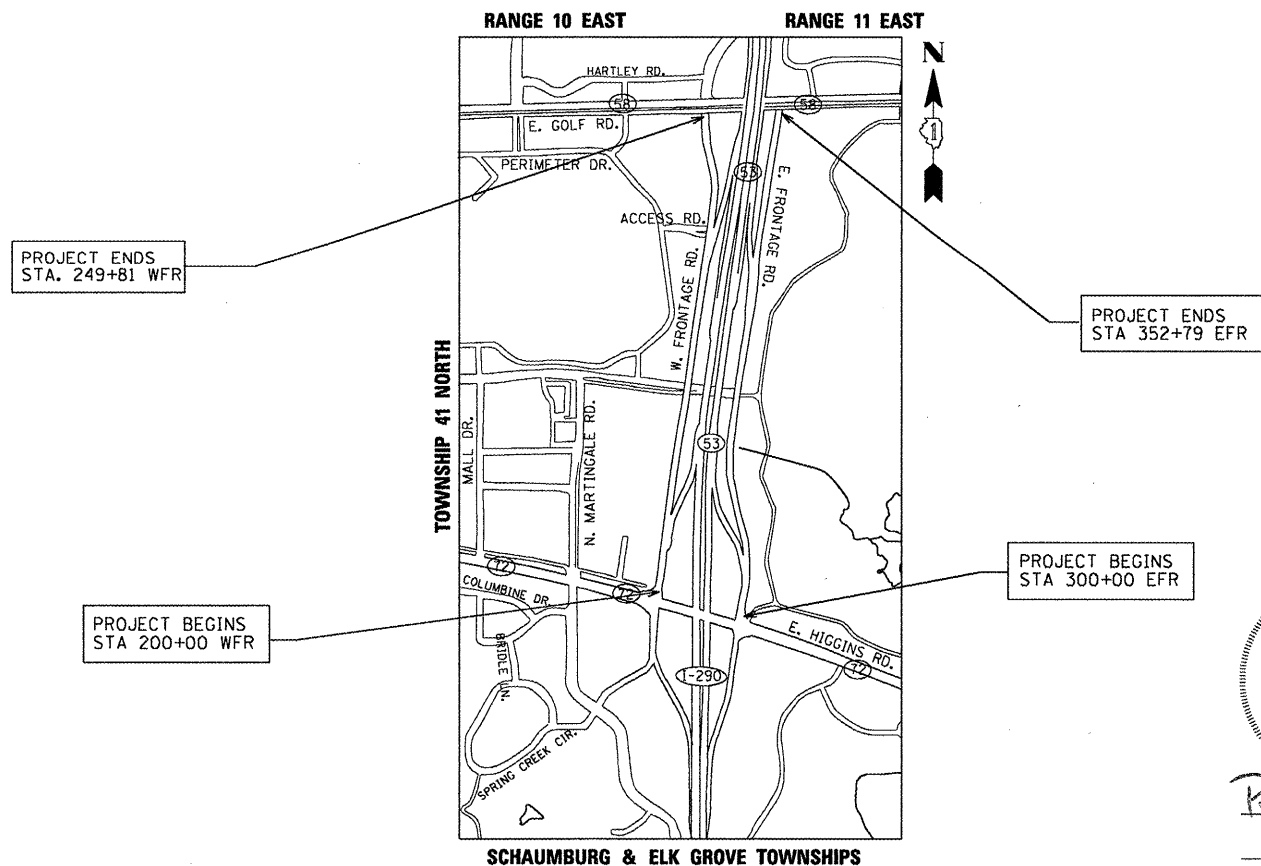 RANGE 10 EAST RANGE 11 EAST
N
HARTLEY RD.
58 58
E. GOLF RD.
1
PERIMETER DR.
53
E. FRONTAGE RD.
ACCESS RD.
W. FRONTAGE RD.
PROJECT ENDS
STA. 249+81 WFR
PROJECT ENDS
STA 352+79 EFR
TOWNSHIP 41 NORTH
MALL DR.
N. MARTINGALE RD.
53
72
COLUMBINE DR.
72
PROJECT BEGINS
STA 300+00 EFR
PROJECT BEGINS
STA 200+00 WFR
E. HIGGINS RD.
72
BRIDLE LN.
I-290
SPRING CREEK CIR.
SCHAUMBURG & ELK GROVE TOWNSHIPS